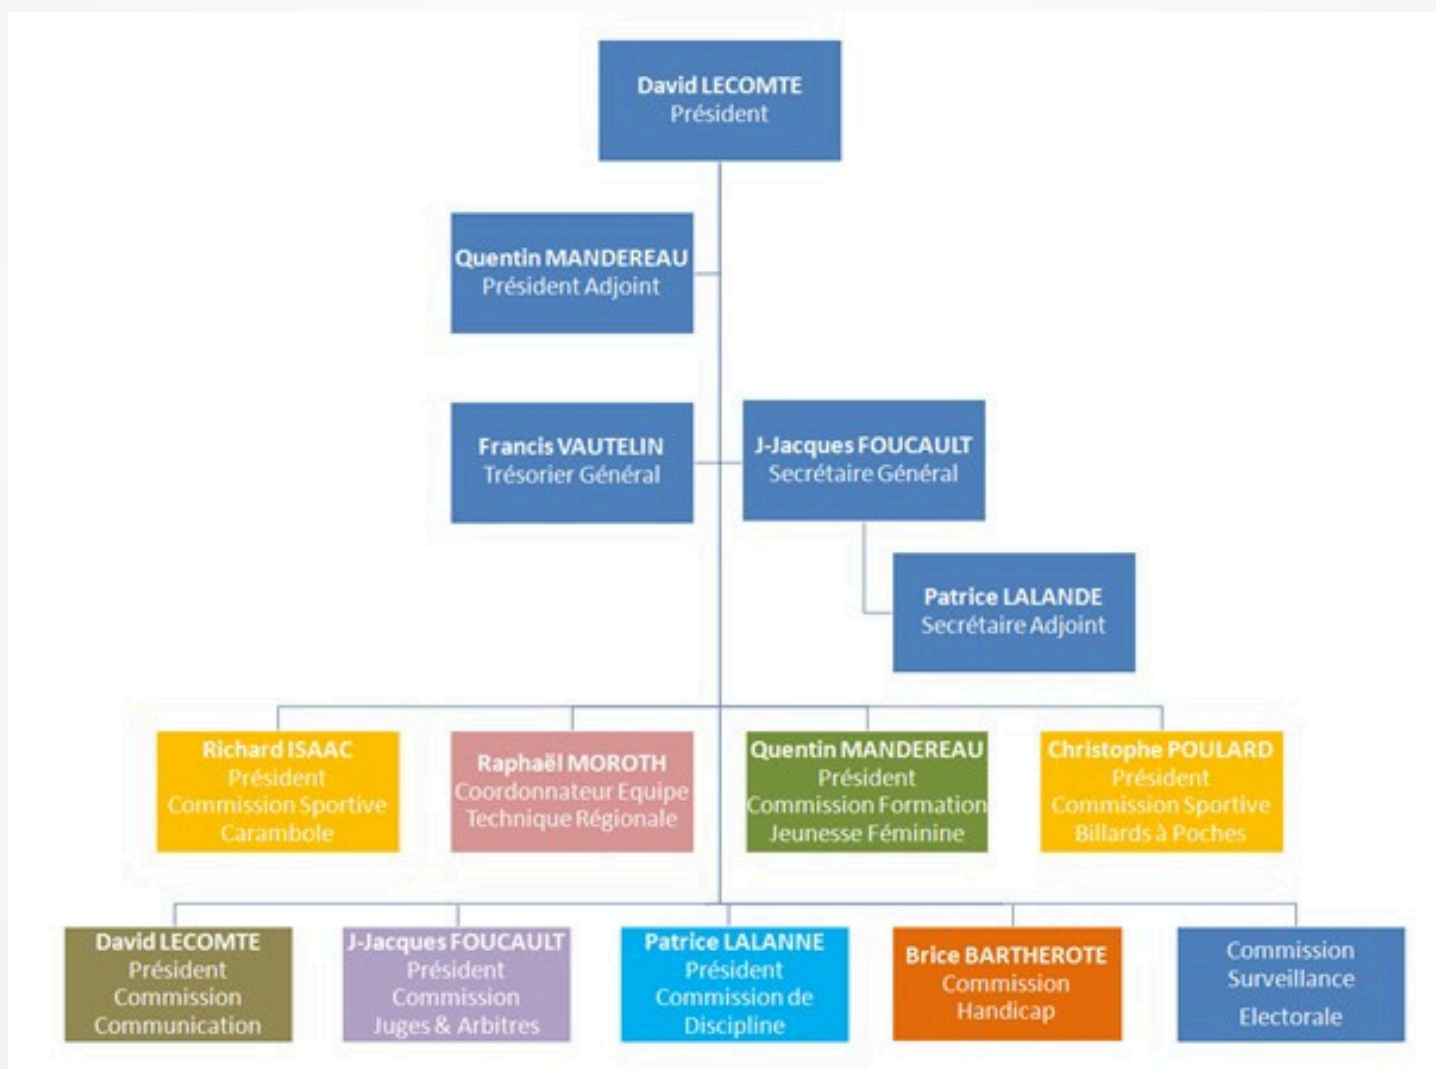 David LECOMTE
Président
Quentin MANDEREAU
Président Adjoint
Francis VAUTELIN
Trésorier Général
J-Jacques FOUCAULT
Secrétaire Général
Patrice LALANDE
Secrétaire Adjoint
Richard ISAAC
Président
Commission Sportive
Carambole
Raphaël MOROTH
Coordonnateur Equipe
Technique Régionale
Quentin MANDEREAU
Président
Commission Formation
Jeunesse Féminine
Christophe POULARD
Président
Commission Sportive
Billards à Poches
David LECOMTE
Président
Commission
Communication
J-Jacques FOUCAULT
Président
Commission
Juges & Arbitres
Patrice LALANNE
Président
Commission de
Discipline
Brice BARTHEROTE
Commission
Handicap
Commission
Surveillance
Electorale